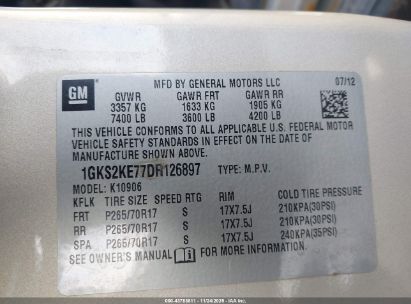 MFD BY GENERAL MOTORS LLC 07/12
GM
GVWR GAWR FRT GAWR RR
3357 KG 1633 KG 1905 KG
7400 LB 3600 LB 4200 LB
THIS VEHICLE CONFORMS TO ALL APPLICABLE U.S. FEDERAL MOTOR
VEHICLE SAFETY STANDARDS IN EFFECT ON THE DATE OF
MANUFACTURE SHOWN ABOVE.
1GKS2KE77DR126897 TYPE: M.P.V.
MODEL: K10906
KFLK TIRE SIZE SPEED RTG RIM COLD TIRE PRESSURE
FRT P265/70R17 S 17X7.5J 210KPA(30PSI)
RR P265/70R17 S 17X7.5J 210KPA(30PSI)
SPA P265/70R17 S 17X7.5J 240KPA(35PSI)
SEE OWNER'S MANUAL FOR MORE INFORMATION